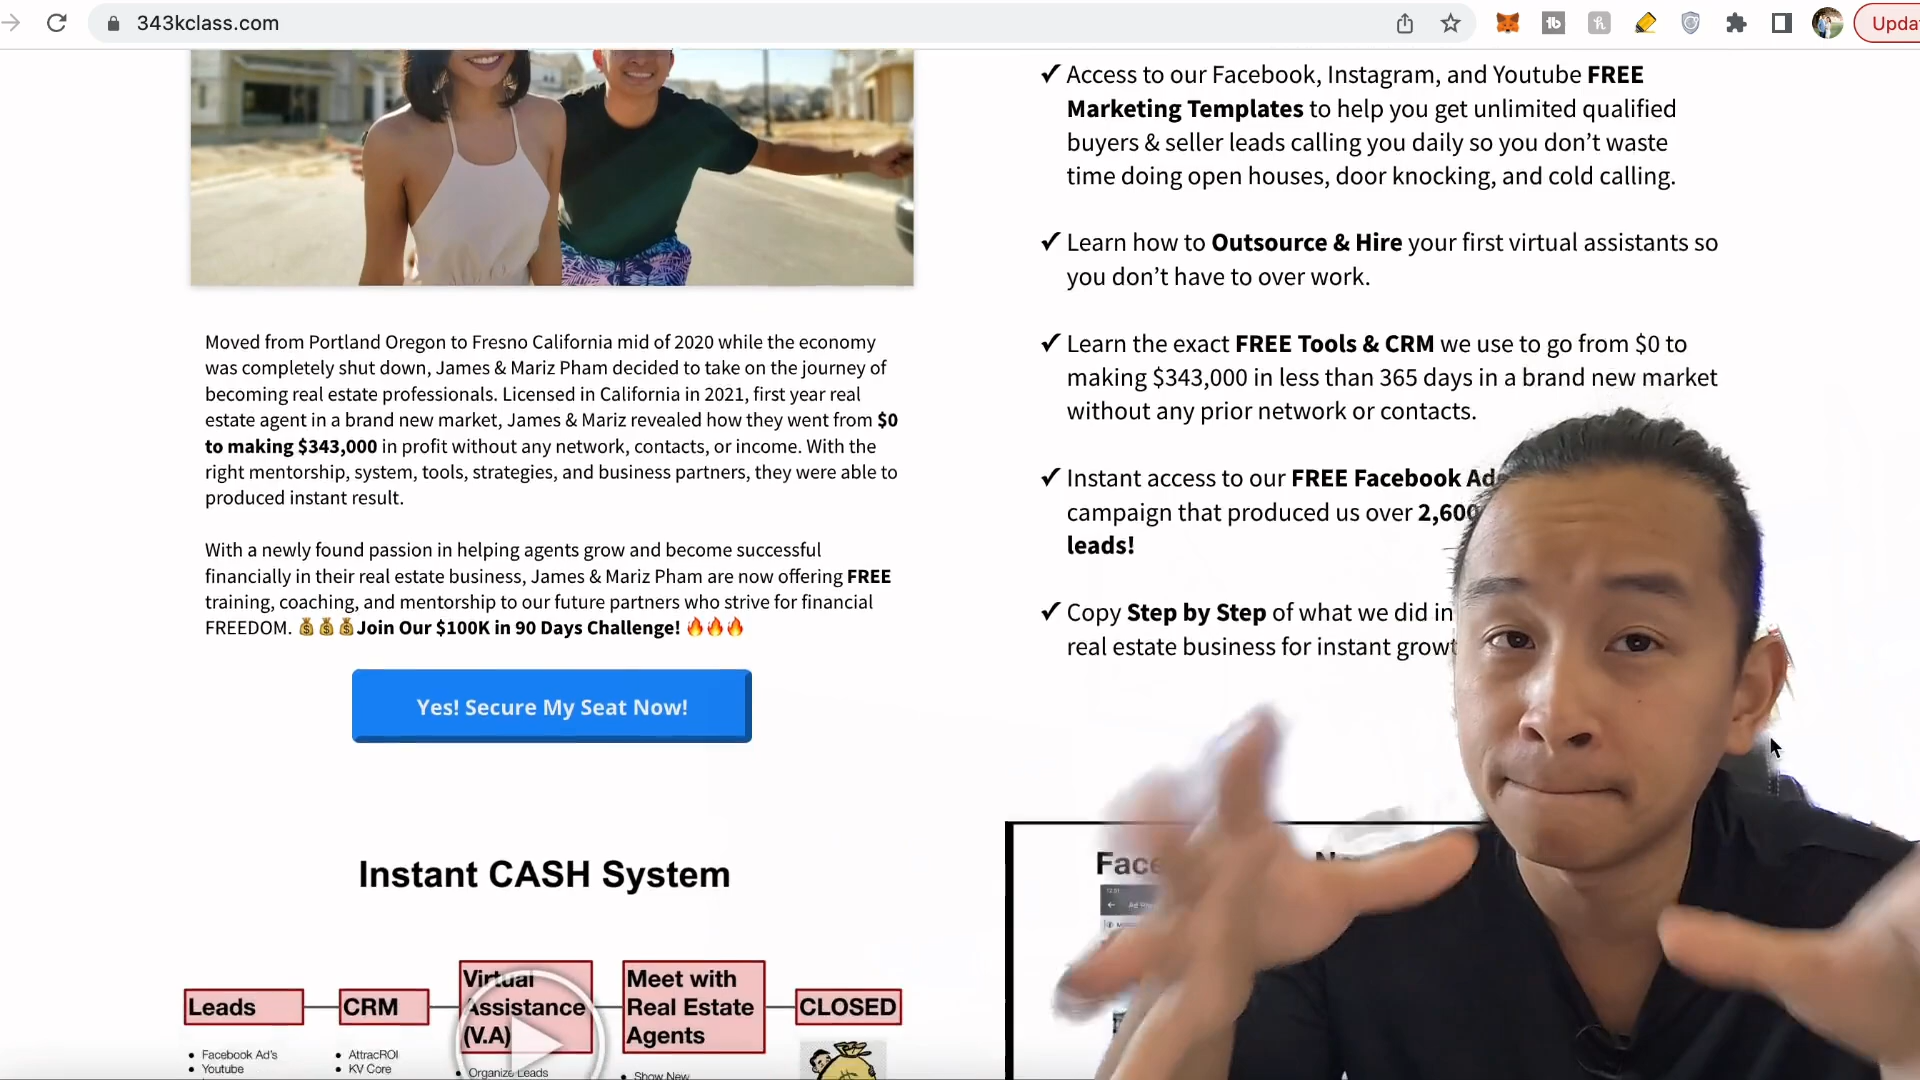 343kclass.com
Moved from Portland Oregon to Fresno California mid of 2020 while the economy
was completely shut down, James & Mariz Pham decided to take on the journey of
becoming real estate professionals. Licensed in California in 2021, first year real
estate agent in a brand new market, James & Mariz revealed how they went from $0
to making $343,000 in profit without any network, contacts, or income. With the
right mentorship, system, tools, strategies, and business partners, they were able to
produced instant result.
With a newly found passion in helping agents grow and become successful
financially in their real estate business, James & Mariz Pham are now offering FREE
training, coaching, and mentorship to our future partners who strive for financial
FREEDOM. 💰💰💰Join Our $100K in 90 Days Challenge! 🔥🔥🔥
Yes! Secure My Seat Now!
✓ Access to our Facebook, Instagram, and Youtube FREE
Marketing Templates to help you get unlimited qualified
buyers & seller leads calling you daily so you don’t waste
time doing open houses, door knocking, and cold calling.
✓ Learn how to Outsource & Hire your first virtual assistants so
you don’t have to over work.
✓ Learn the exact FREE Tools & CRM we use to go from $0 to
making $343,000 in less than 365 days in a brand new market
without any prior network or contacts.
✓ Instant access to our FREE Facebook Ad
campaign that produced us over 2,600
leads!
✓ Copy Step by Step of what we did in
real estate business for instant growt
Instant CASH System
Leads
CRM
Virtual
Assistance
(V.A)
Meet with
Real Estate
Agents
CLOSED
• Facebook Ad's
• Youtube
• AttracROI
• KV Core
• Organize Leads
• Show New
Face